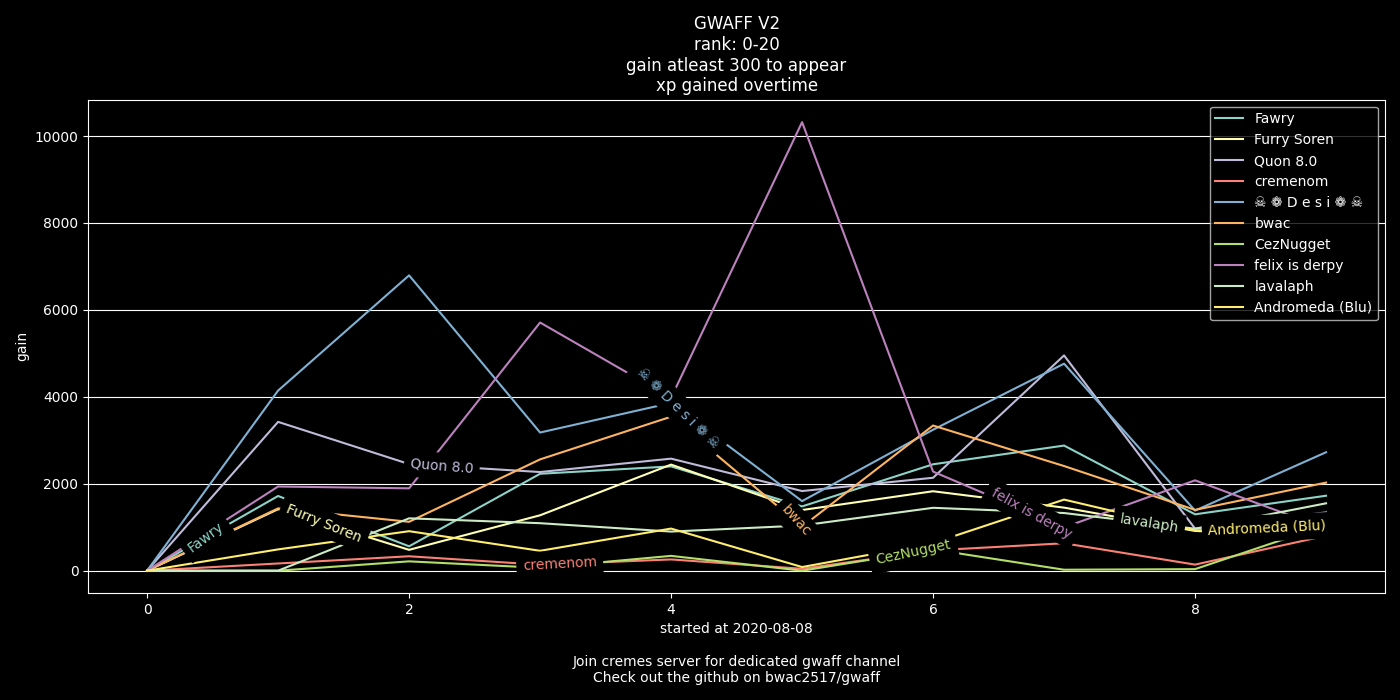 GWAFF V2
rank: 0-20
gain atleast 300 to appear
xp gained overtime
10000
8000
6000
4000
2000
0
gain
Fawry
Furry Soren
Quon 8.0
cremenom
☠ ❁ D e s i ❁ ☠
bwac
CezNugget
felix is derpy
lavalaph
Andromeda (Blu)
☠ ❁ D e s i ❁ ☠
Quon 8.0
Fawry
Furry Soren
cremenom
bwac
CezNugget
felix is derpy
lavalaph
Andromeda (Blu)
0
2
4
6
8
started at 2020-08-08
Join cremes server for dedicated gwaff channel
Check out the github on bwac2517/gwaff